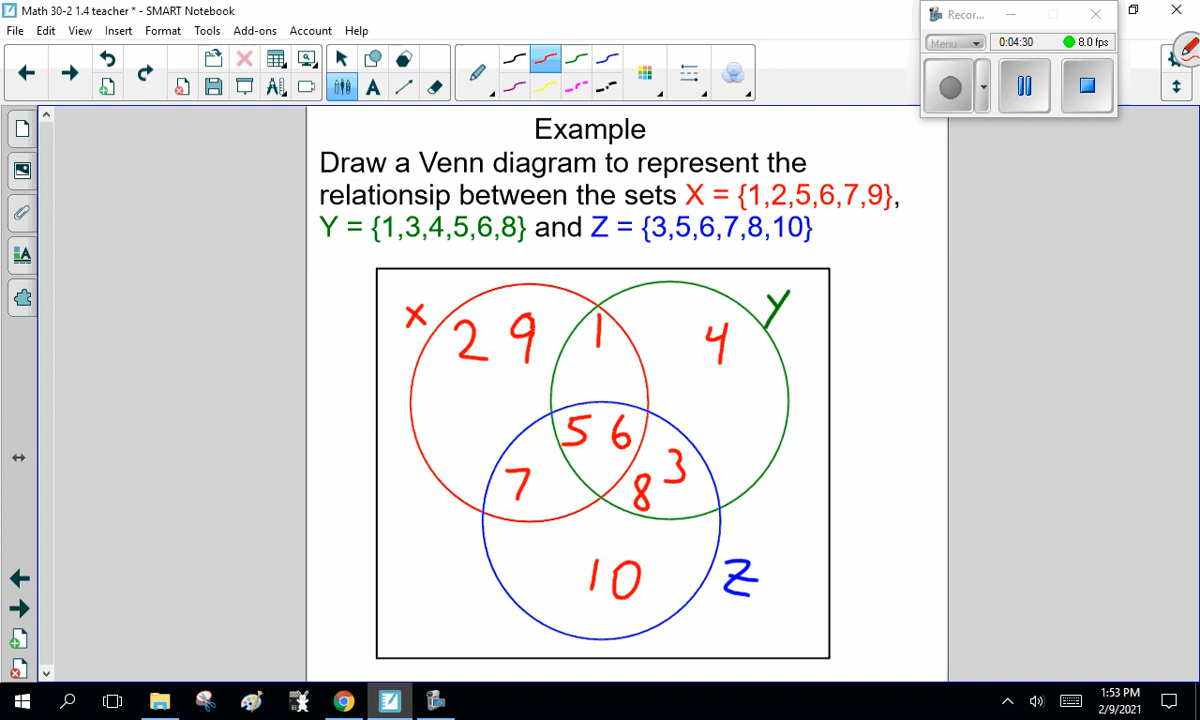 Math 30-2 1.4 teacher * - SMART Notebook
File Edit View Insert Format Tools Add-ons Account Help
Recor...
Menu
0:04:30
8.0 fps
Example
Draw a Venn diagram to represent the
relationsip between the sets X = {1,2,5,6,7,9},
Y = {1,3,4,5,6,8} and Z = {3,5,6,7,8,10}
x
2 9
1
4
y
5 6
7
8
3
10
Z
1:53 PM
2/9/2021